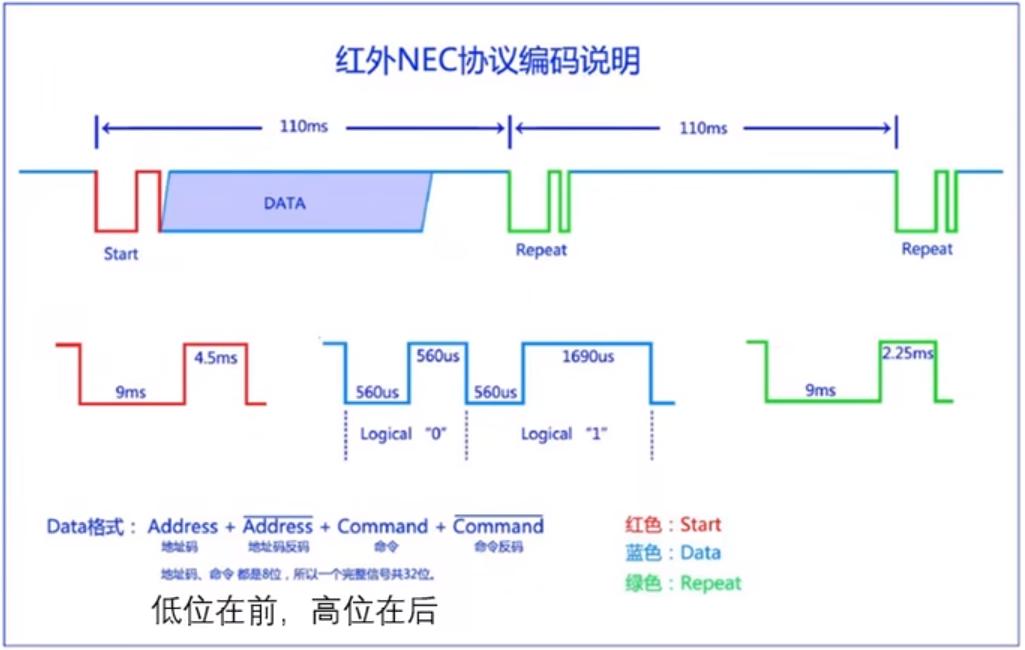 红外NEC协议编码说明
110ms 110ms
DATA
Start Repeat Repeat
4.5ms 560us 1690us 2.25ms
9ms 560us 560us 9ms
Logical “0” Logical “1”
Data格式： Address + Address + Command + Command
地址码 地址码反码 命令 命令反码
地址码、命令 都是8位，所以一个完整信号共32位。
低位在前，高位在后
红色：Start
蓝色：Data
绿色：Repeat